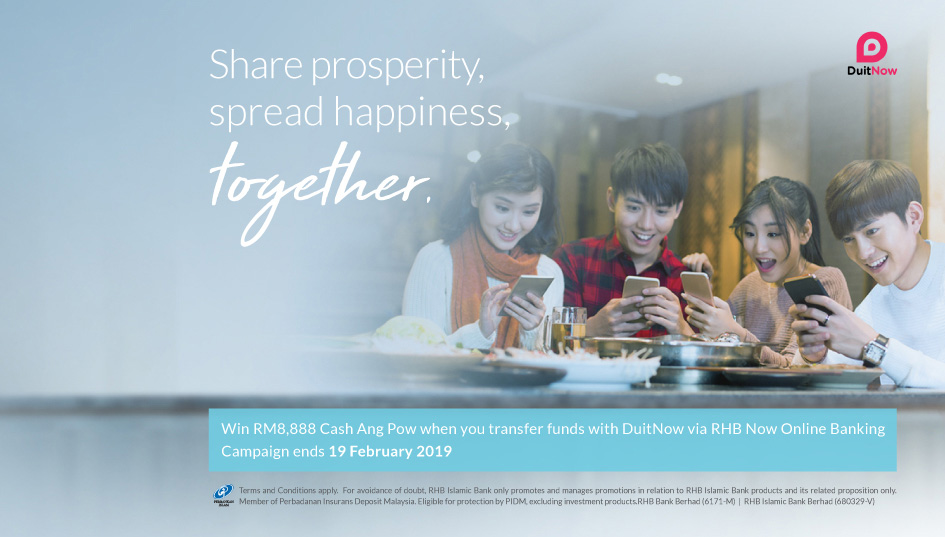 Share prosperity,
spread happiness,
together.
DuitNow
Win RM8,888 Cash Ang Pow when you transfer funds with DuitNow via RHB Now Online Banking
Campaign ends 19 February 2019
Terms and Conditions apply. For avoidance of doubt, RHB Islamic Bank only promotes and manages promotions in relation to RHB Islamic Bank products and its related proposition only.
Member of Perbadanan Insurans Deposit Malaysia. Eligible for protection by PIDM, excluding investment products.RHB Bank Berhad (6171-M) | RHB Islamic Bank Berhad (680329-V)